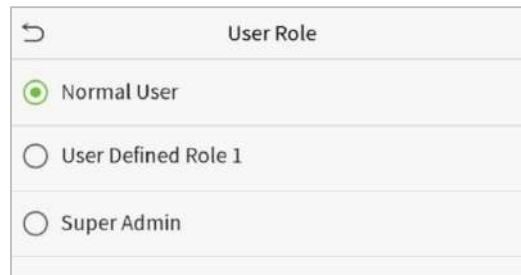 User Role
Normal User
User Defined Role 1
Super Admin